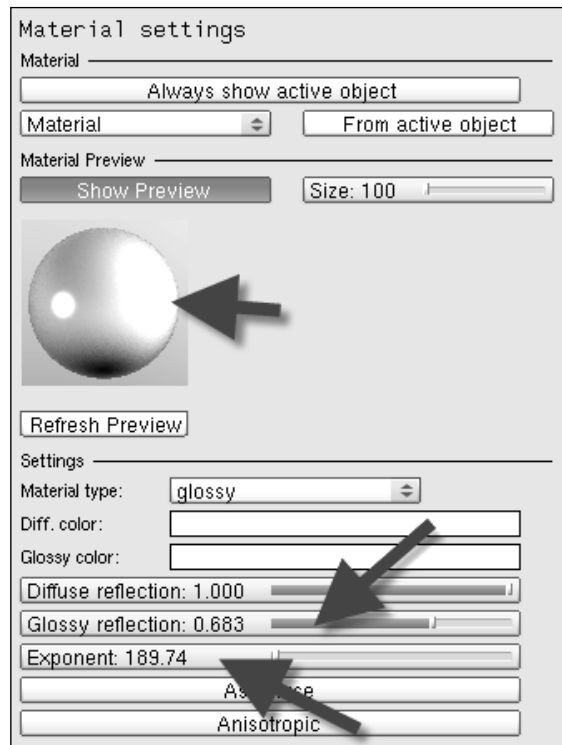 Material settings
Material
Always show active object
Material
From active object
Material Preview
Show Preview
Size: 100
Refresh Preview
Settings
Material type:
glossy
Diff. color:
Glossy color:
Diffuse reflection: 1.000
Glossy reflection: 0.683
Exponent: 189.74
Anisotropic